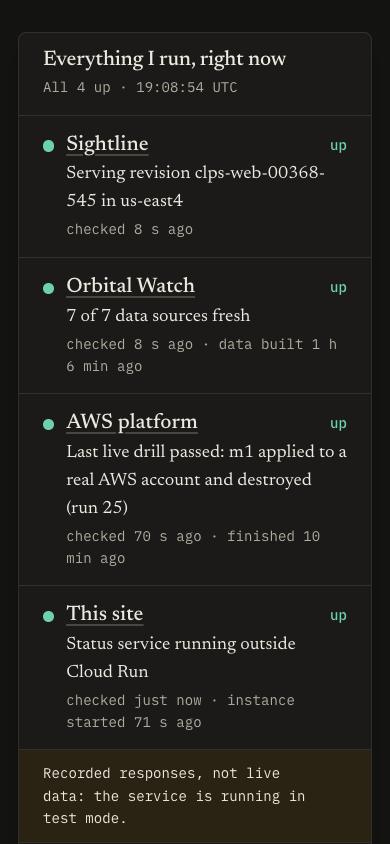 Everything I run, right now
All 4 up · 19:08:54 UTC
Sightline up
Serving revision clps-web-00368-
545 in us-east4
checked 8 s ago
Orbital Watch up
7 of 7 data sources fresh
checked 8 s ago · data built 1 h
6 min ago
AWS platform up
Last live drill passed: m1 applied to a
real AWS account and destroyed
(run 25)
checked 70 s ago · finished 10
min ago
This site up
Status service running outside
Cloud Run
checked just now · instance
started 71 s ago
Recorded responses, not live
data: the service is running in
test mode.